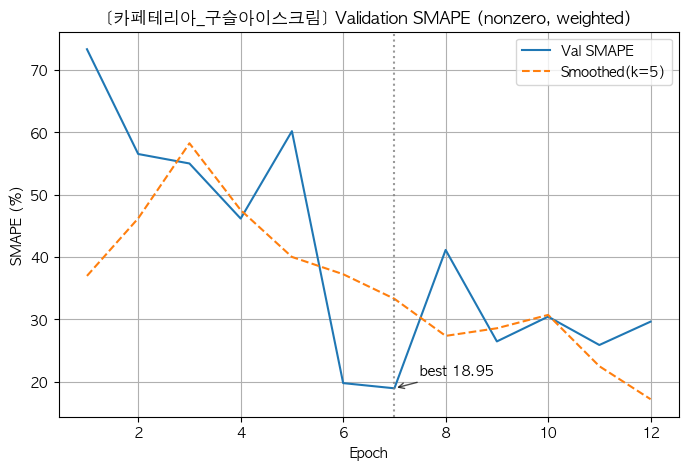 [카페테리아_구슬아이스크림] Validation SMAPE (nonzero, weighted)
Val SMAPE
Smoothed(k=5)
SMAPE (%)
70
60
50
40
30
20
best 18.95
2 4 6 8 10 12
Epoch